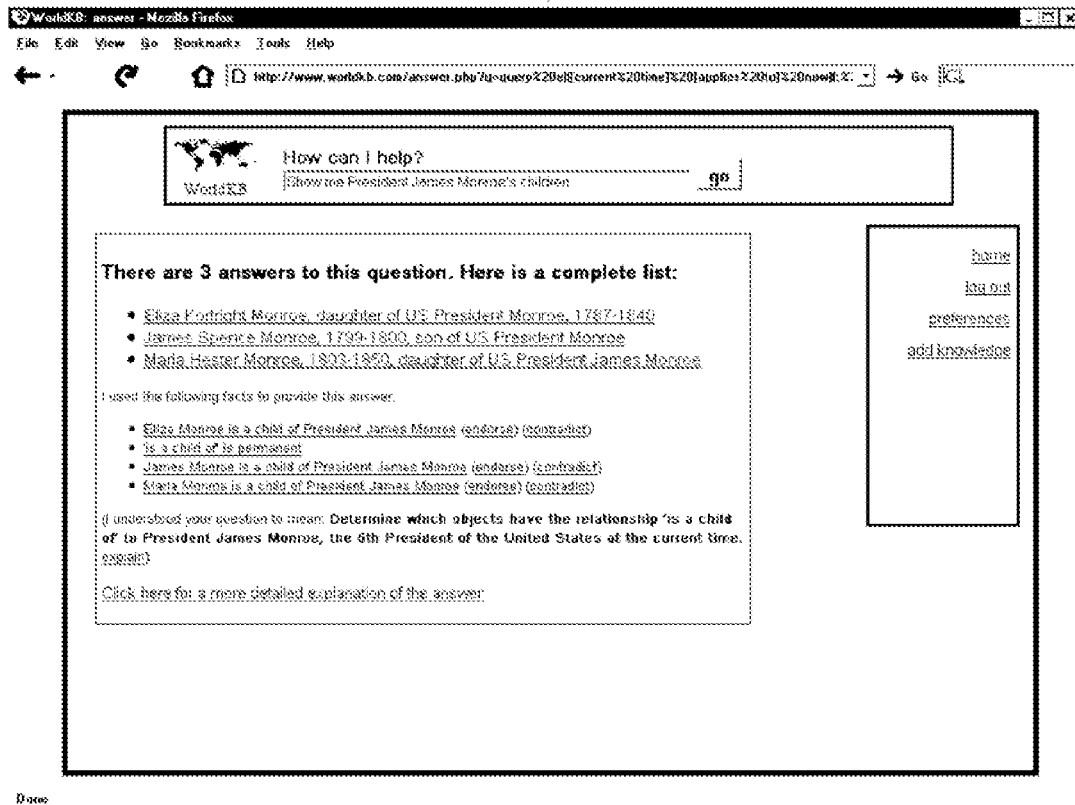 WorldKB: answer - Mozilla Firefox
File Edit View Go Bookmarks Tools Help
Go
WorldKB
How can I help?
Show me President James Monroe's children
go
home
log out
preferences
add knowledge
There are 3 answers to this question. Here is a complete list:
Eliza Kortright Monroe, daughter of US President Monroe, 1787-1840
James Spence Monroe, 1799-1800, son of US President Monroe
Maria Hester Monroe, 1803-1850, daughter of US President James Monroe
I used the following facts to provide this answer:
Eliza Monroe is a child of President James Monroe (endorse) (contradict)
'is a child of' is permanent
James Monroe is a child of President James Monroe (endorse) (contradict)
Maria Monroe is a child of President James Monroe (endorse) (contradict)
(I understood your question to mean: Determine which objects have the relationship 'is a child
of' to President James Monroe, the 5th President of the United States at the current time.
explain)
Click here for a more detailed explanation of the answer
Done